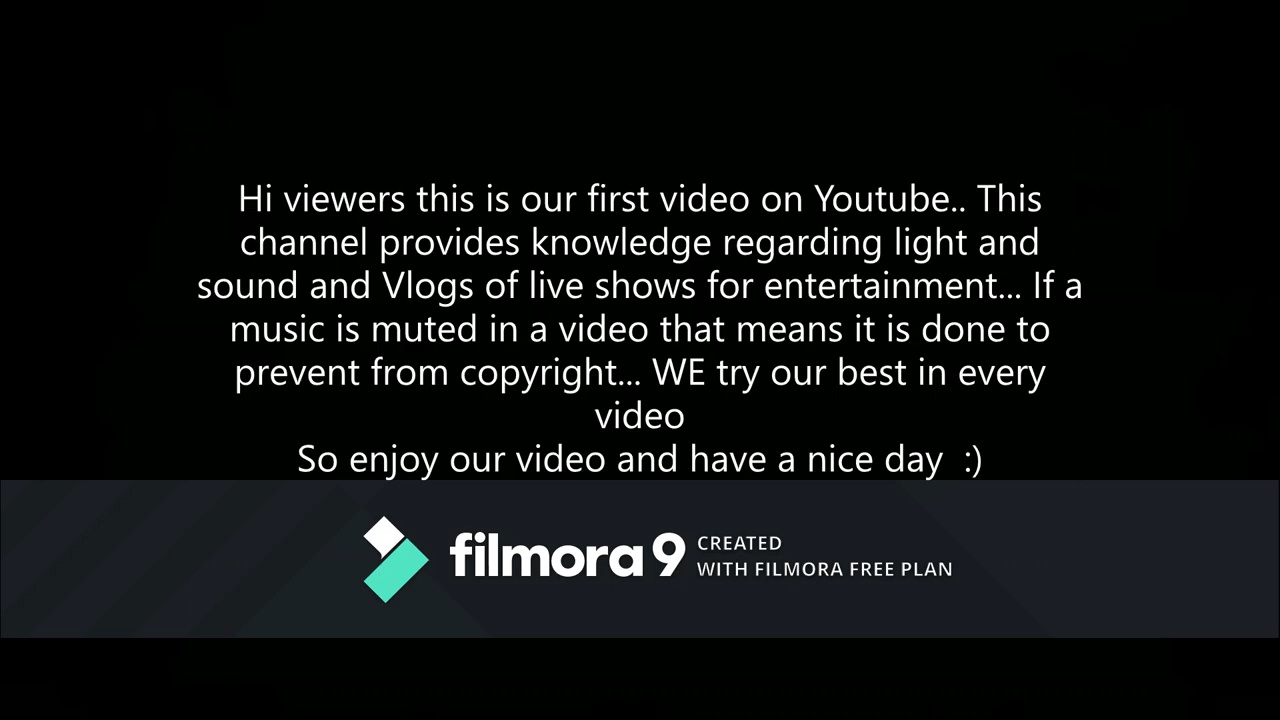 Hi viewers this is our first video on Youtube.. This
channel provides knowledge regarding light and
sound and Vlogs of live shows for entertainment... If a
music is muted in a video that means it is done to
prevent from copyright... WE try our best in every
video
So enjoy our video and have a nice day  :)
filmora 9
CREATED
WITH FILMORA FREE PLAN